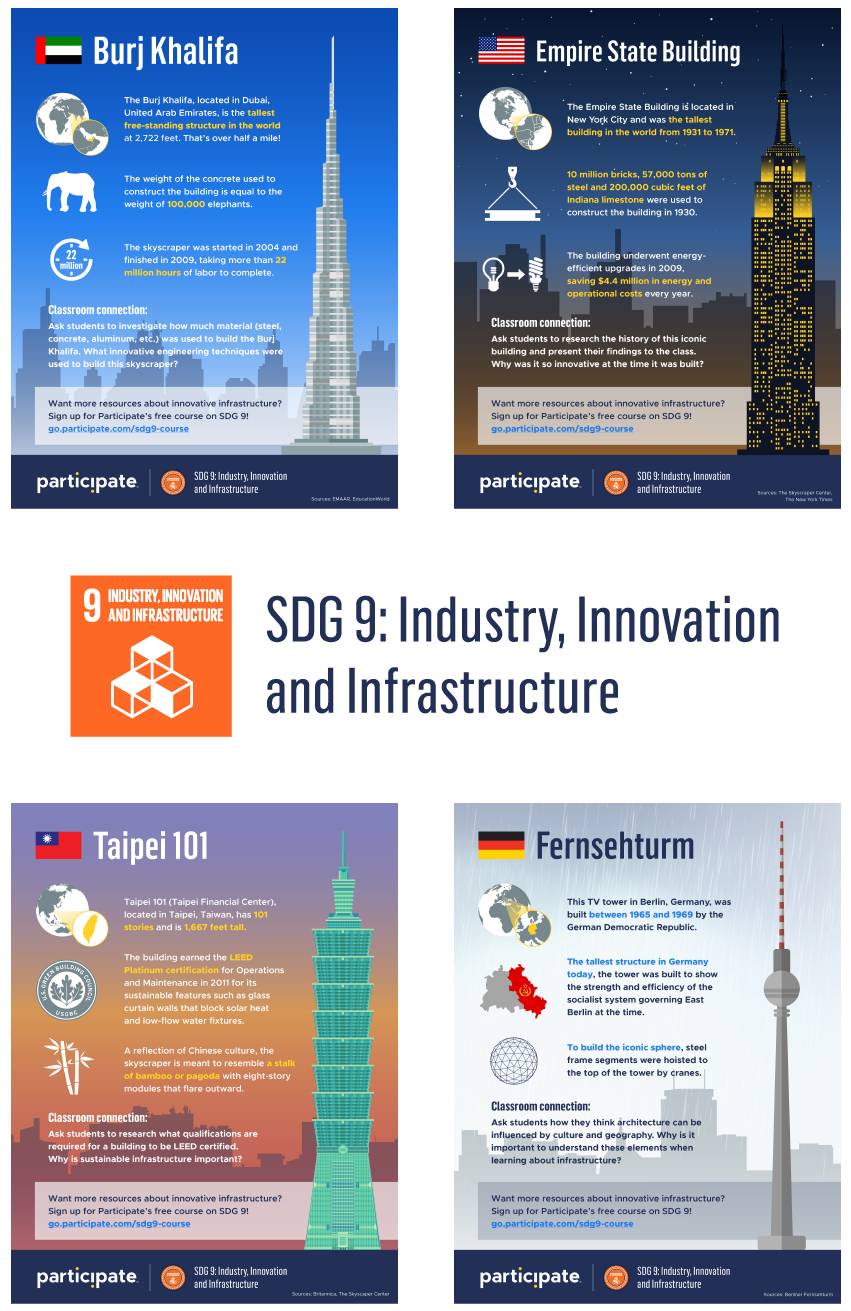 Burj Khalifa
The Burj Khalifa, located in Dubai,
United Arab Emirates, is the tallest
free-standing structure in the world
at 2,722 feet. That's over half a mile!
The weight of the concrete used to
construct the building is equal to the
weight of 100,000 elephants.
22
million
The skyscraper was started in 2004 and
finished in 2009, taking more than 22
million hours of labor to complete.
Classroom connection:
Ask students to investigate how much material (steel,
concrete, aluminum, etc.) was used to build the Burj
Khalifa. What innovative engineering techniques were
used to build this skyscraper?
Want more resources about innovative infrastructure?
Sign up for Participate's free course on SDG 9!
go.participate.com/sdg9-course
participate
SDG 9: Industry, Innovation
and Infrastructure
Sources: EMAAR, EducationWorld
Empire State Building
The Empire State Building is located in
New York City and was the tallest
building in the world from 1931 to 1971.
10 million bricks, 57,000 tons of
steel and 200,000 cubic feet of
Indiana limestone were used to
construct the building in 1930.
The building underwent energy-
efficient upgrades in 2009,
saving $4.4 million in energy and
operational costs every year.
Classroom connection:
Ask students to research the history of this iconic
building and present their findings to the class.
Why was it so innovative at the time it was built?
Want more resources about innovative infrastructure?
Sign up for Participate's free course on SDG 9!
go.participate.com/sdg9-course
participate
SDG 9: Industry, Innovation
and Infrastructure
Sources: The Skyscraper Center,
The New York Times
9 INDUSTRY, INNOVATION
AND INFRASTRUCTURE
SDG 9: Industry, Innovation
and Infrastructure
Taipei 101
Taipei 101 (Taipei Financial Center),
located in Taipei, Taiwan, has 101
stories and is 1,667 feet tall.
U.S. GREEN BUILDING COUNCIL
USGBC
The building earned the LEED
Platinum certification for Operations
and Maintenance in 2011 for its
sustainable features such as glass
curtain walls that block solar heat
and low-flow water fixtures.
A reflection of Chinese culture, the
skyscraper is meant to resemble a stalk
of bamboo or pagoda with eight-story
modules that flare outward.
Classroom connection:
Ask students to research what qualifications are
required for a building to be LEED certified.
Why is sustainable infrastructure important?
Want more resources about innovative infrastructure?
Sign up for Participate's free course on SDG 9!
go.participate.com/sdg9-course
participate
SDG 9: Industry, Innovation
and Infrastructure
Sources: Britannica, The Skyscaper Center
Fernsehturm
This TV tower in Berlin, Germany, was
built between 1965 and 1969 by the
German Democratic Republic.
The tallest structure in Germany
today, the tower was built to show
the strength and efficiency of the
socialist system governing East
Berlin at the time.
To build the iconic sphere, steel
frame segments were hoisted to
the top of the tower by cranes.
Classroom connection:
Ask students how they think architecture can be
influenced by culture and geography. Why is it
important to understand these elements when
learning about infrastructure?
Want more resources about innovative infrastructure?
Sign up for Participate's free course on SDG 9!
go.participate.com/sdg9-course
participate
SDG 9: Industry, Innovation
and Infrastructure
Sources: Berliner Fernsehturm